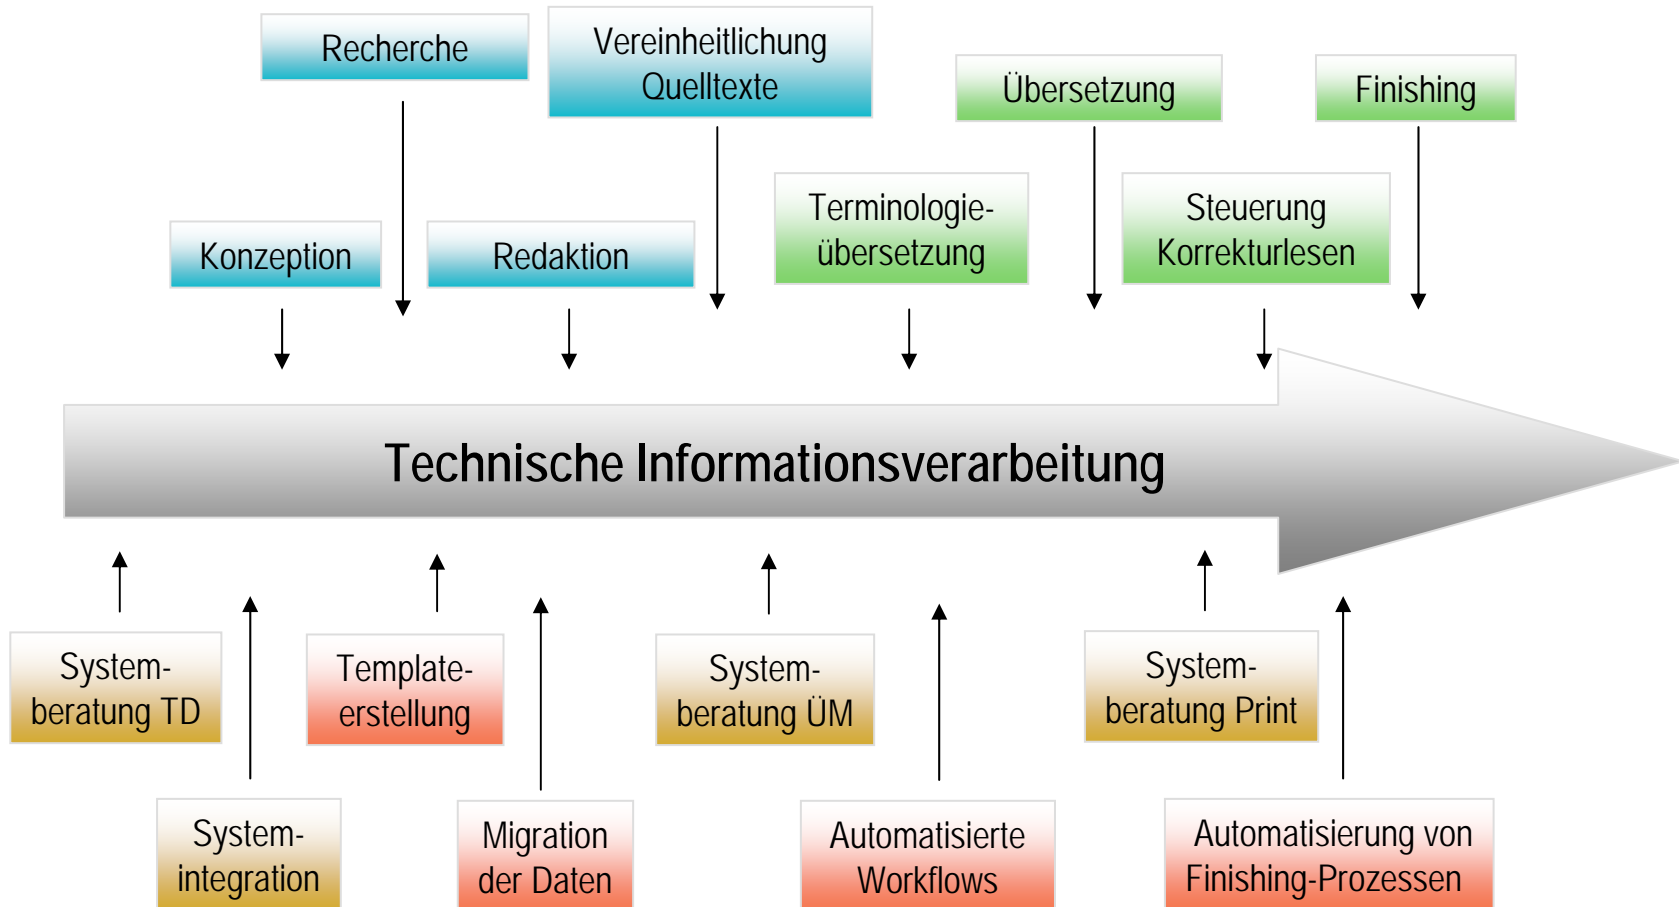 Recherche
Vereinheitlichung
Quelltexte
Übersetzung
Finishing
Konzeption
Redaktion
Terminologie-
übersetzung
Steuerung
Korrekturlesen
Technische Informationsverarbeitung
System-
beratung TD
Template-
erstellung
System-
beratung ÜM
System-
beratung Print
System-
integration
Migration
der Daten
Automatisierte
Workflows
Automatisierung von
Finishing-Prozessen